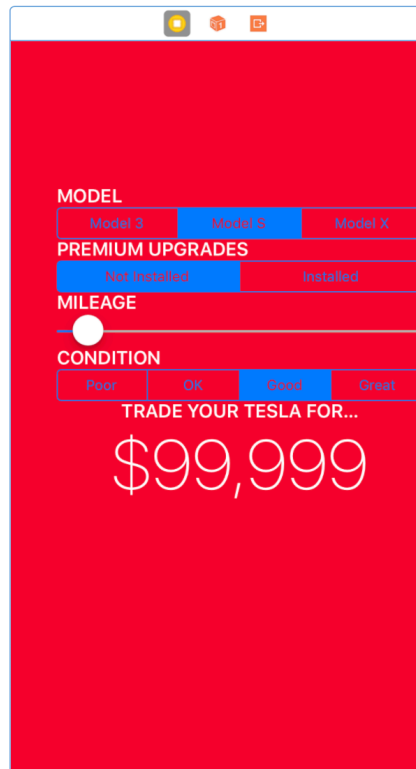 MODEL
Model 3 Model S Model X
PREMIUM UPGRADES
Not Installed Installed
MILEAGE
CONDITION
Poor OK Good Great
TRADE YOUR TESLA FOR...
$99,999